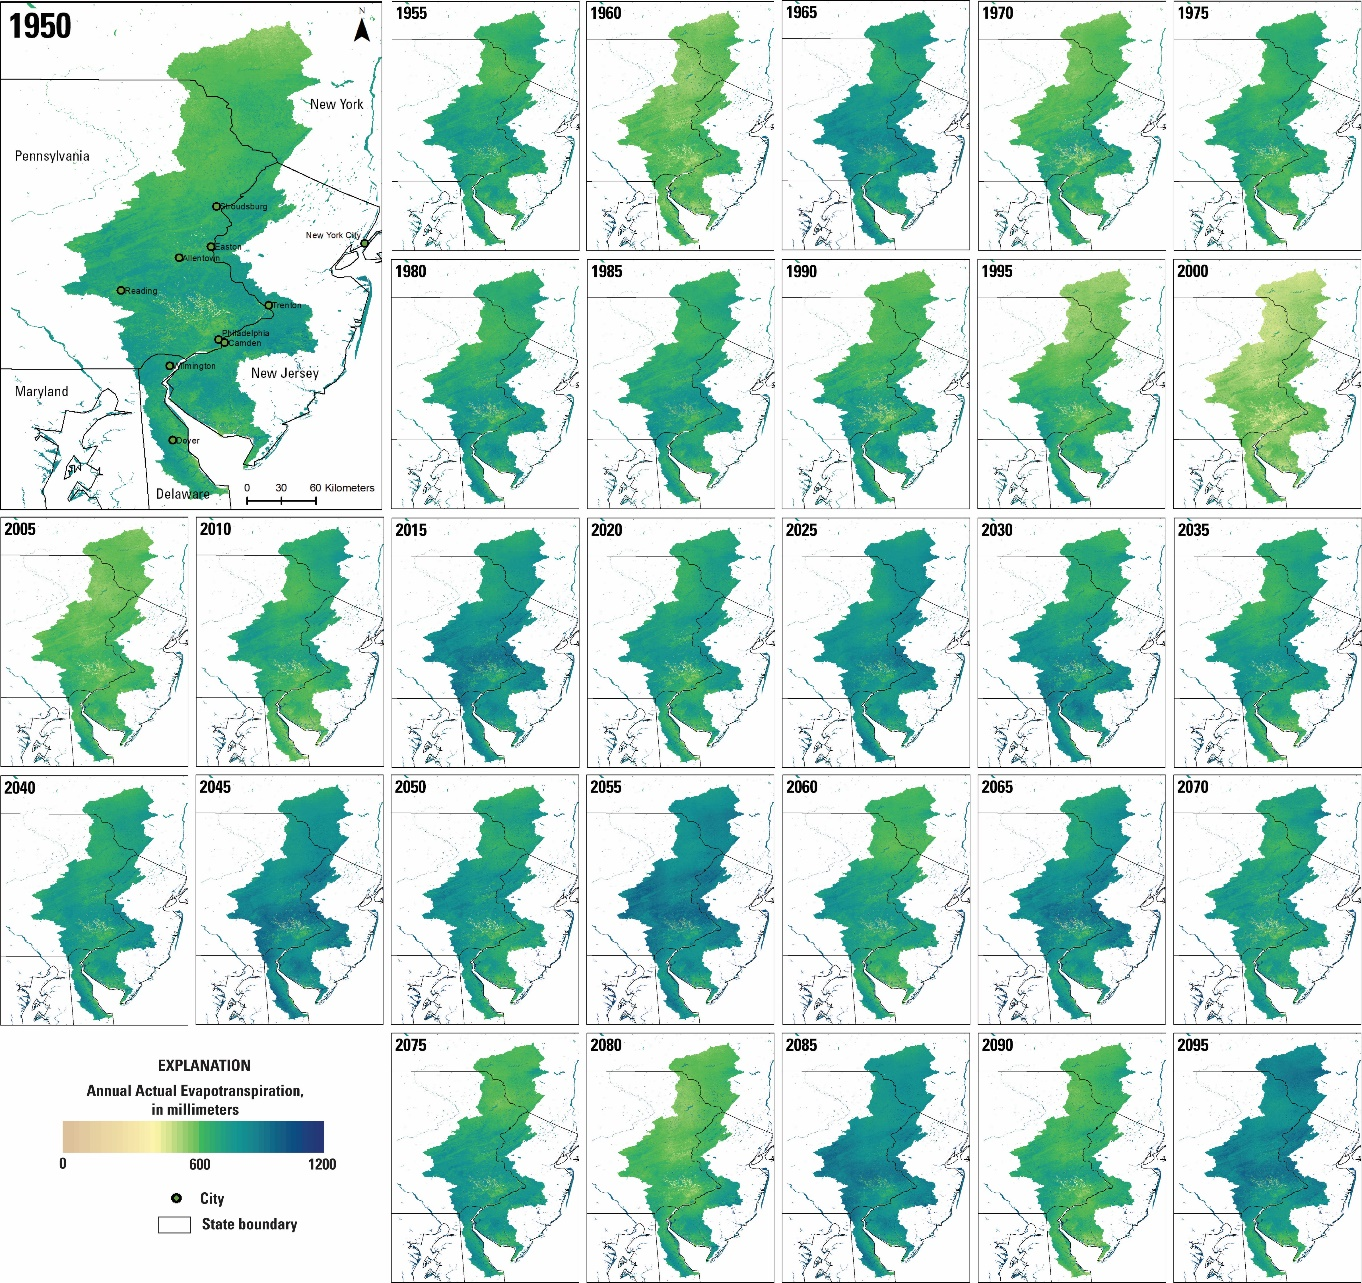 1950
N
New York
Pennsylvania
Stroudsburg
New York City
Easton
Allentown
Reading
Trenton
Philadelphia
Camden
Wilmington
New Jersey
Maryland
Dover
0 30 60 Kilometers
Delaware
1955
1960
1965
1970
1975
1980
1985
1990
1995
2000
2005
2010
2015
2020
2025
2030
2035
2040
2045
2050
2055
2060
2065
2070
2075
2080
2085
2090
2095
EXPLANATION
Annual Actual Evapotranspiration,
in millimeters
0 600 1200
City
State boundary